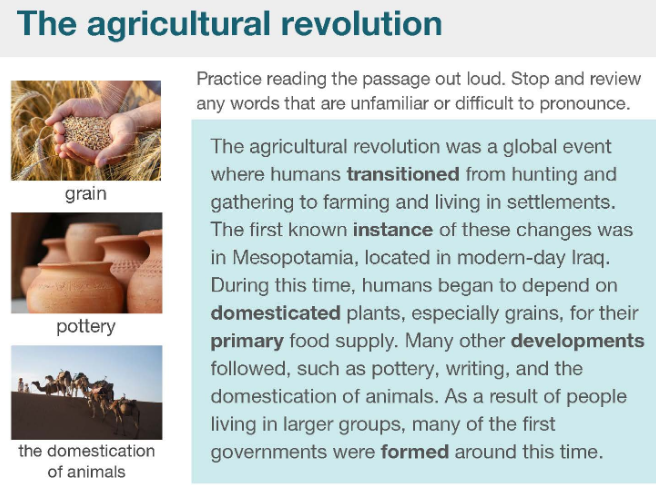 The agricultural revolution
Practice reading the passage out loud. Stop and review
any words that are unfamiliar or difficult to pronounce.
grain
pottery
the domestication
of animals
The agricultural revolution was a global event
where humans transitioned from hunting and
gathering to farming and living in settlements.
The first known instance of these changes was
in Mesopotamia, located in modern-day Iraq.
During this time, humans began to depend on
domesticated plants, especially grains, for their
primary food supply. Many other developments
followed, such as pottery, writing, and the
domestication of animals. As a result of people
living in larger groups, many of the first
governments were formed around this time.